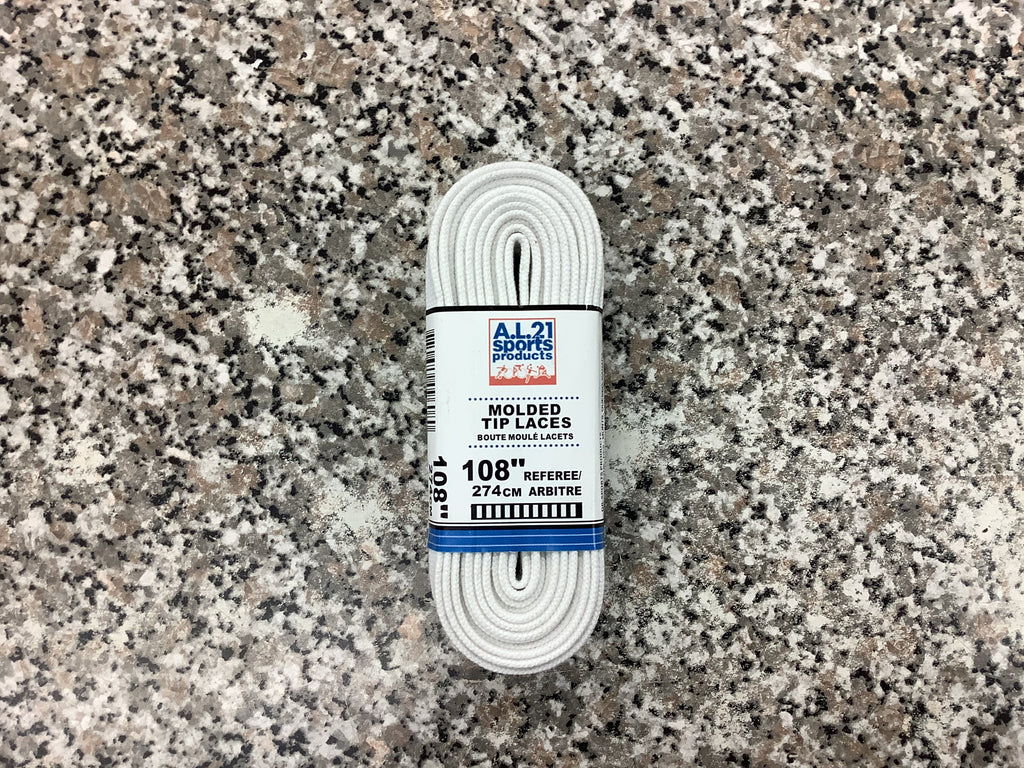 A.L.21
sports
products
MOLDED
TIP LACES
BOUTE MOULÉ LACETS
108" REFEREE/
274CM ARBITRE
108"